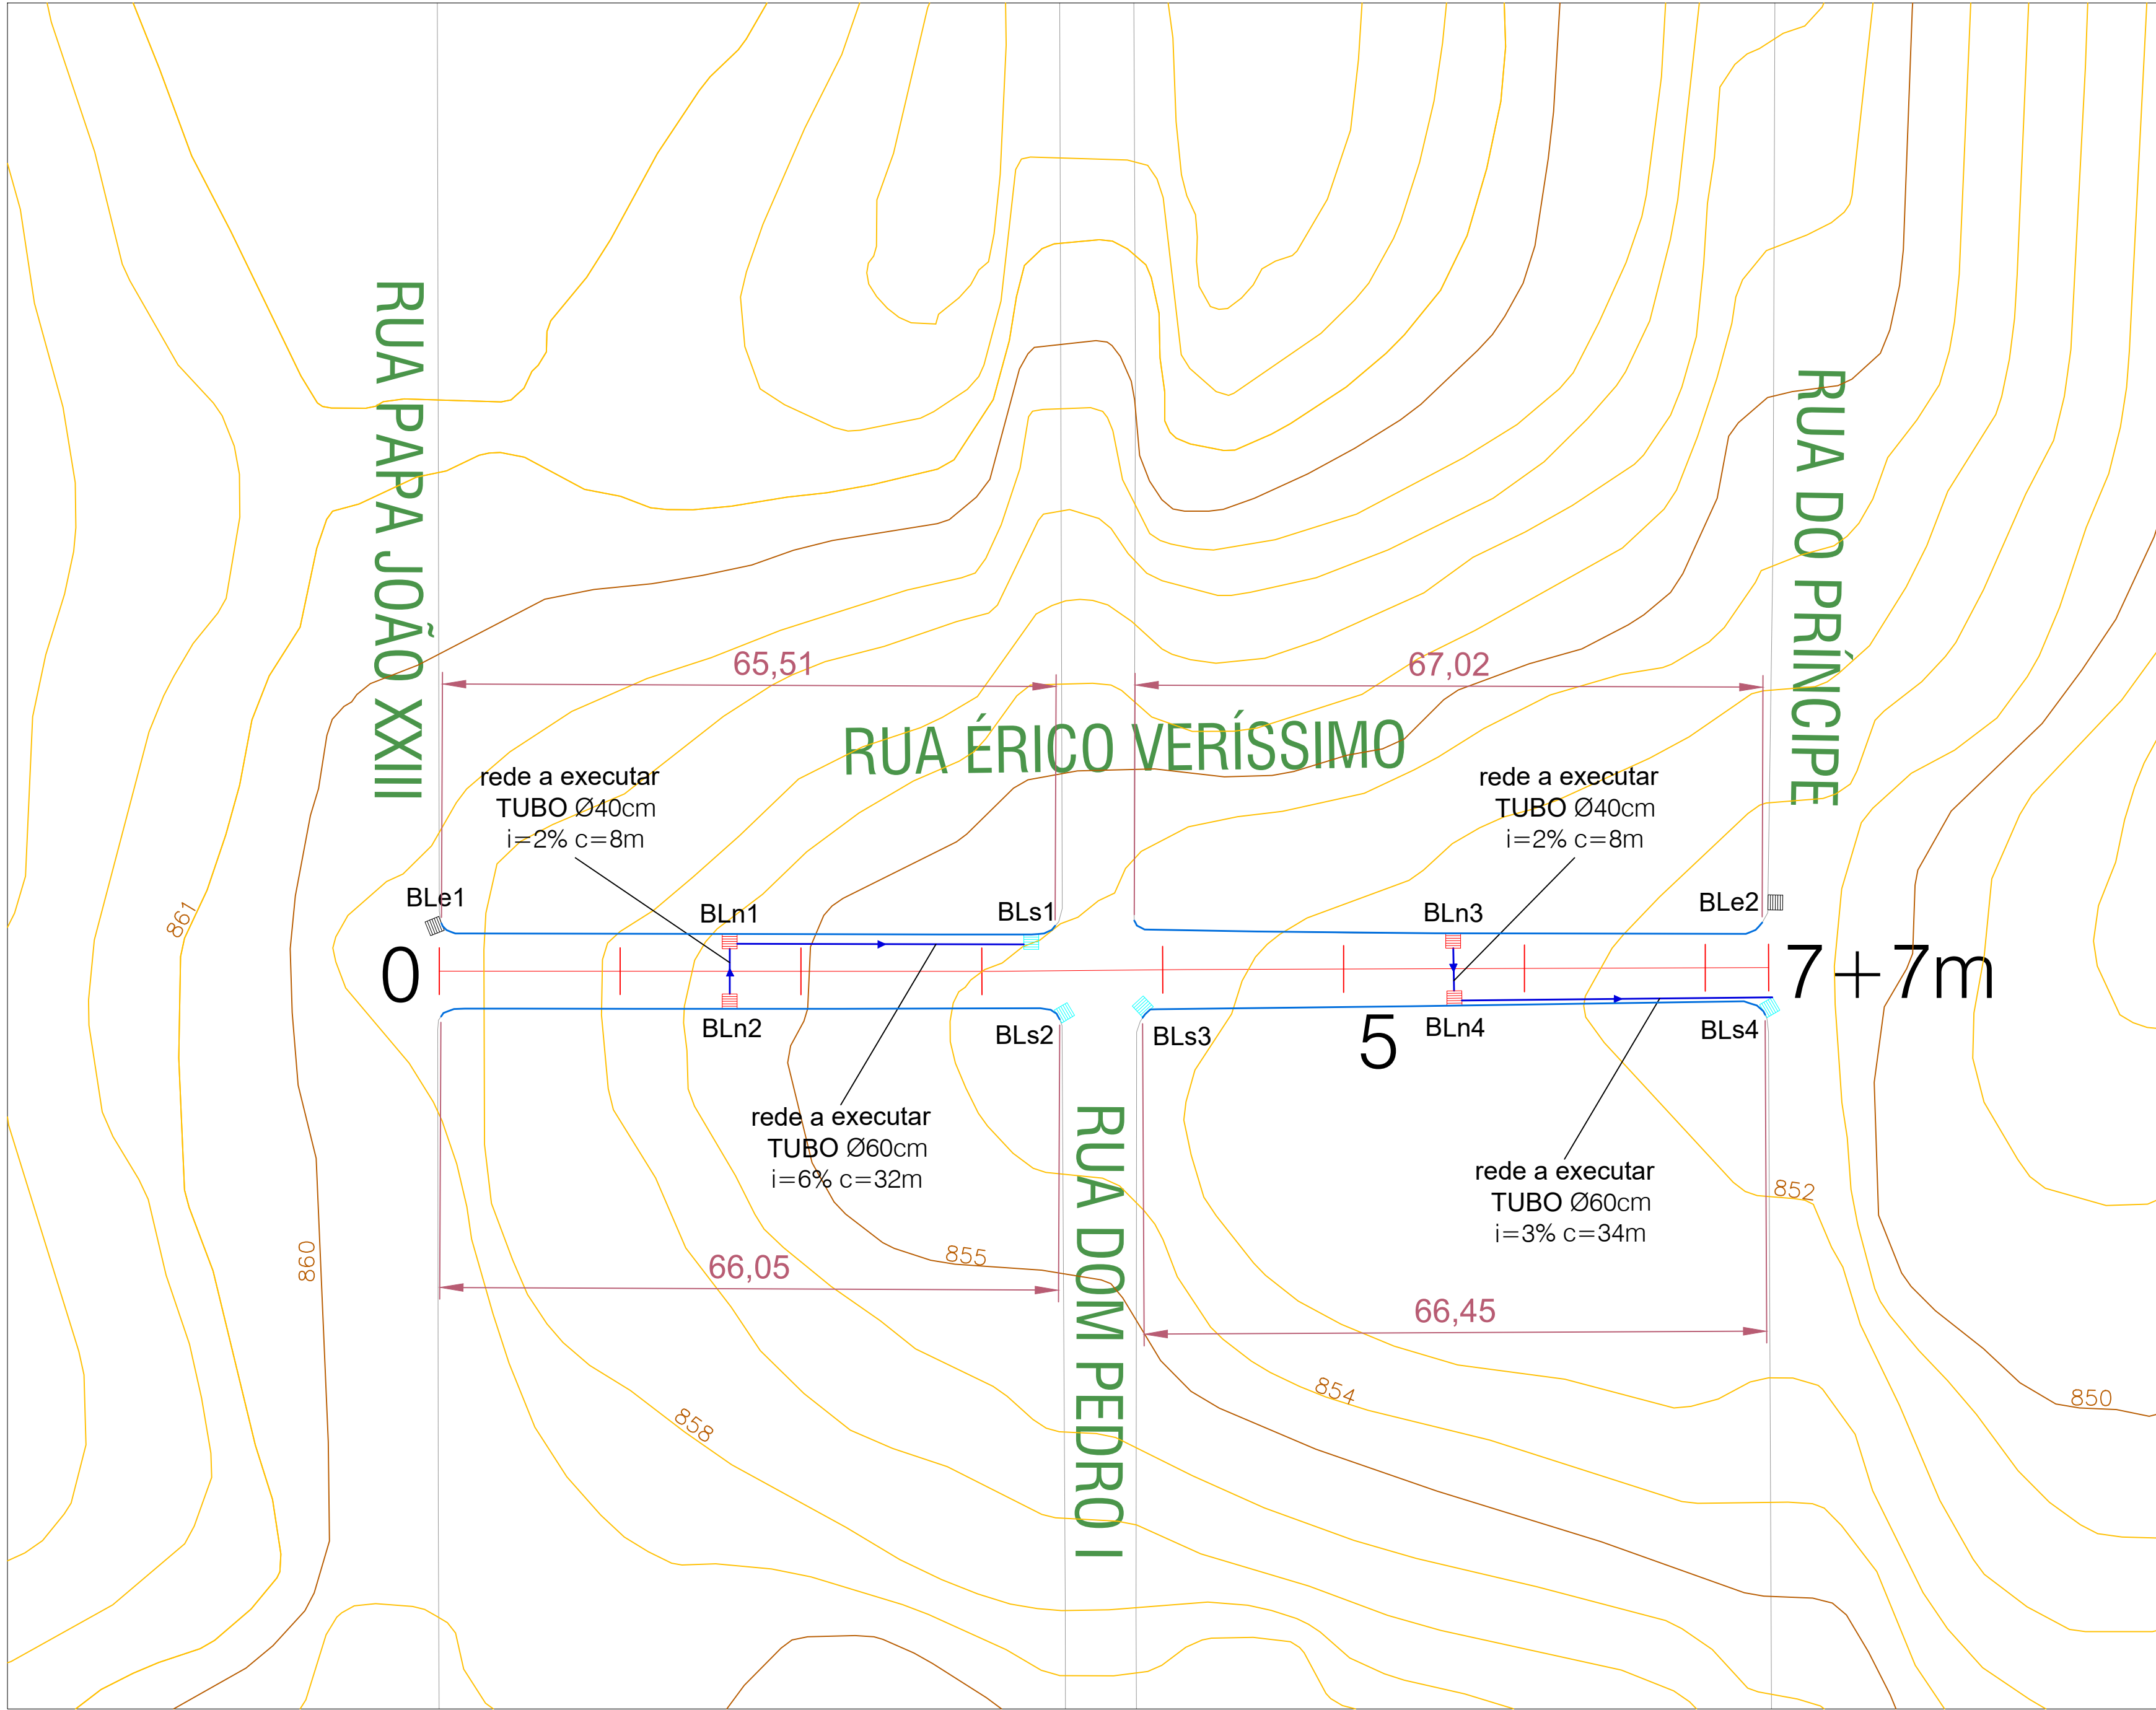 RUA PAPA JOÃO XXIII
RUA DO PRÍNCIPE
65,51
67,02
RUA ÉRICO VERÍSSIMO
rede a executar
TUBO Ø40cm
i=2% c=8m
rede a executar
TUBO Ø40cm
i=2% c=8m
861
BLe1
BLn1
BLs1
BLn3
BLe2
0
7+7m
BLn2
BLs2
BLs3
5
BLn4
BLs4
rede a executar
TUBO Ø60cm
i=6% c=32m
RUA DOM PEDRO I
rede a executar
TUBO Ø60cm
i=3% c=34m
852
860
855
66,05
66,45
854
850
858